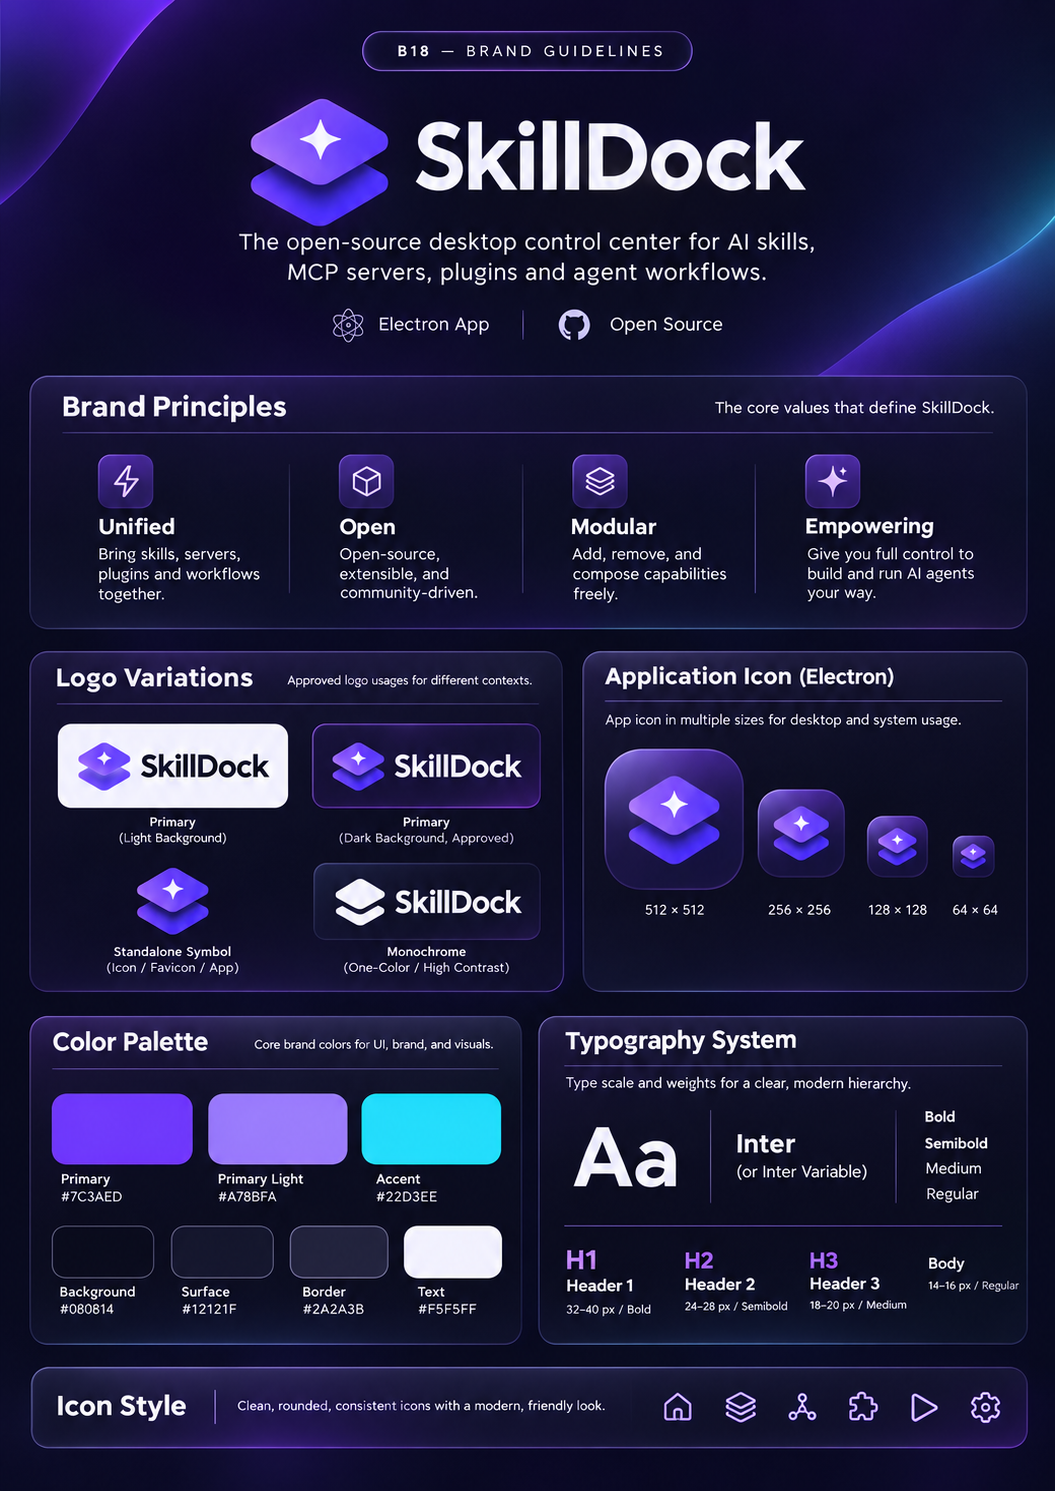 B18 — BRAND GUIDELINES
SkillDock
The open-source desktop control center for AI skills,
MCP servers, plugins and agent workflows.
Electron App
Open Source
Brand Principles
The core values that define SkillDock.
Unified
Bring skills, servers,
plugins and workflows
together.
Open
Open-source,
extensible, and
community-driven.
Modular
Add, remove, and
compose capabilities
freely.
Empowering
Give you full control to
build and run AI agents
your way.
Logo Variations
Approved logo usages for different contexts.
SkillDock
Primary
(Light Background)
SkillDock
Primary
(Dark Background, Approved)
Standalone Symbol
(Icon / Favicon / App)
SkillDock
Monochrome
(One-Color / High Contrast)
Application Icon (Electron)
App icon in multiple sizes for desktop and system usage.
512 × 512
256 × 256
128 × 128
64 × 64
Color Palette
Core brand colors for UI, brand, and visuals.
Primary
#7C3AED
Primary Light
#A78BFA
Accent
#22D3EE
Background
#080814
Surface
#12121F
Border
#2A2A3B
Text
#F5F5FF
Typography System
Type scale and weights for a clear, modern hierarchy.
Aa
Inter
(or Inter Variable)
Bold
Semibold
Medium
Regular
H1
Header 1
32–40 px / Bold
H2
Header 2
24–28 px / Semibold
H3
Header 3
18–20 px / Medium
Body
14–16 px / Regular
Icon Style
Clean, rounded, consistent icons with a modern, friendly look.